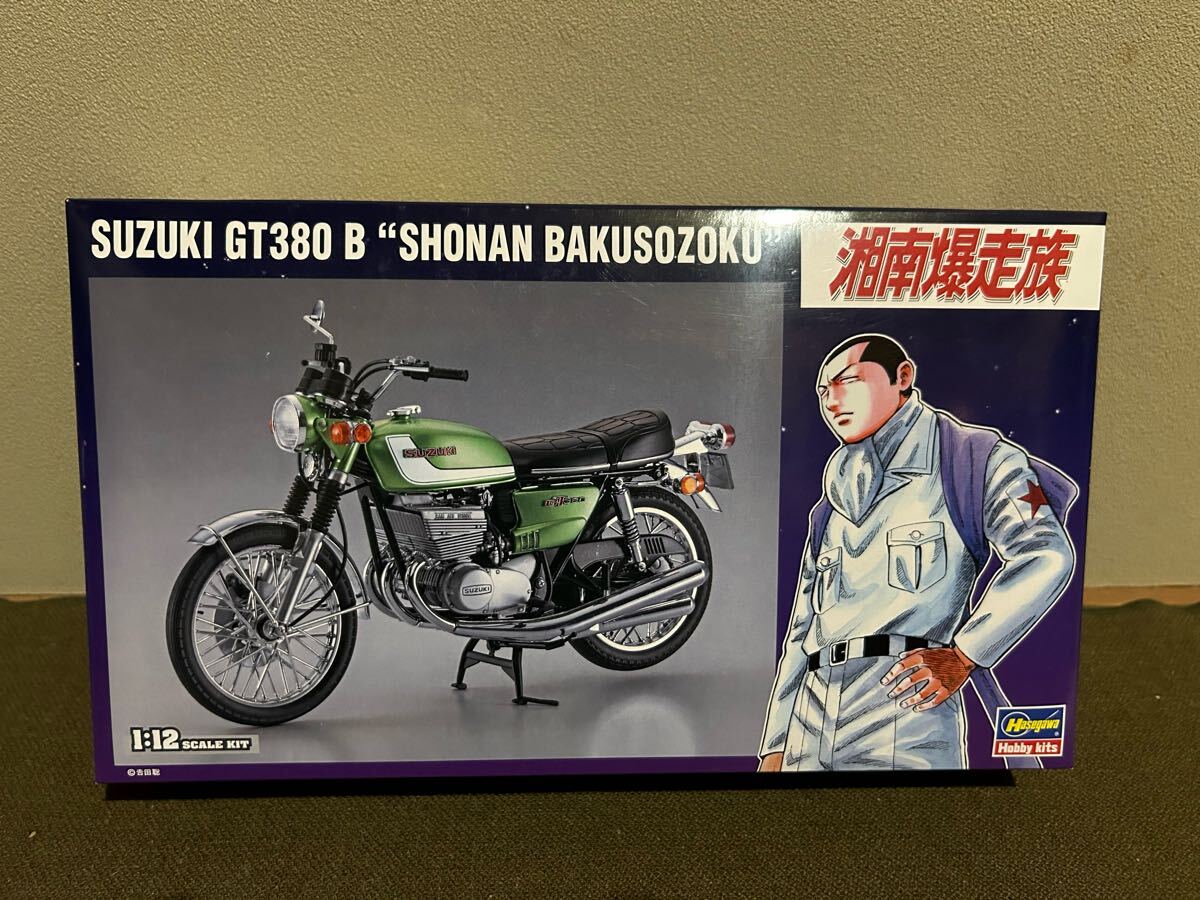 SUZUKI GT380 B “SHONAN BAKUSOZOKU”
湘南爆走族
SUZUKI
SUZUKI
1:12 SCALE KIT
Hasegawa
Hobby kits
©吉田聡